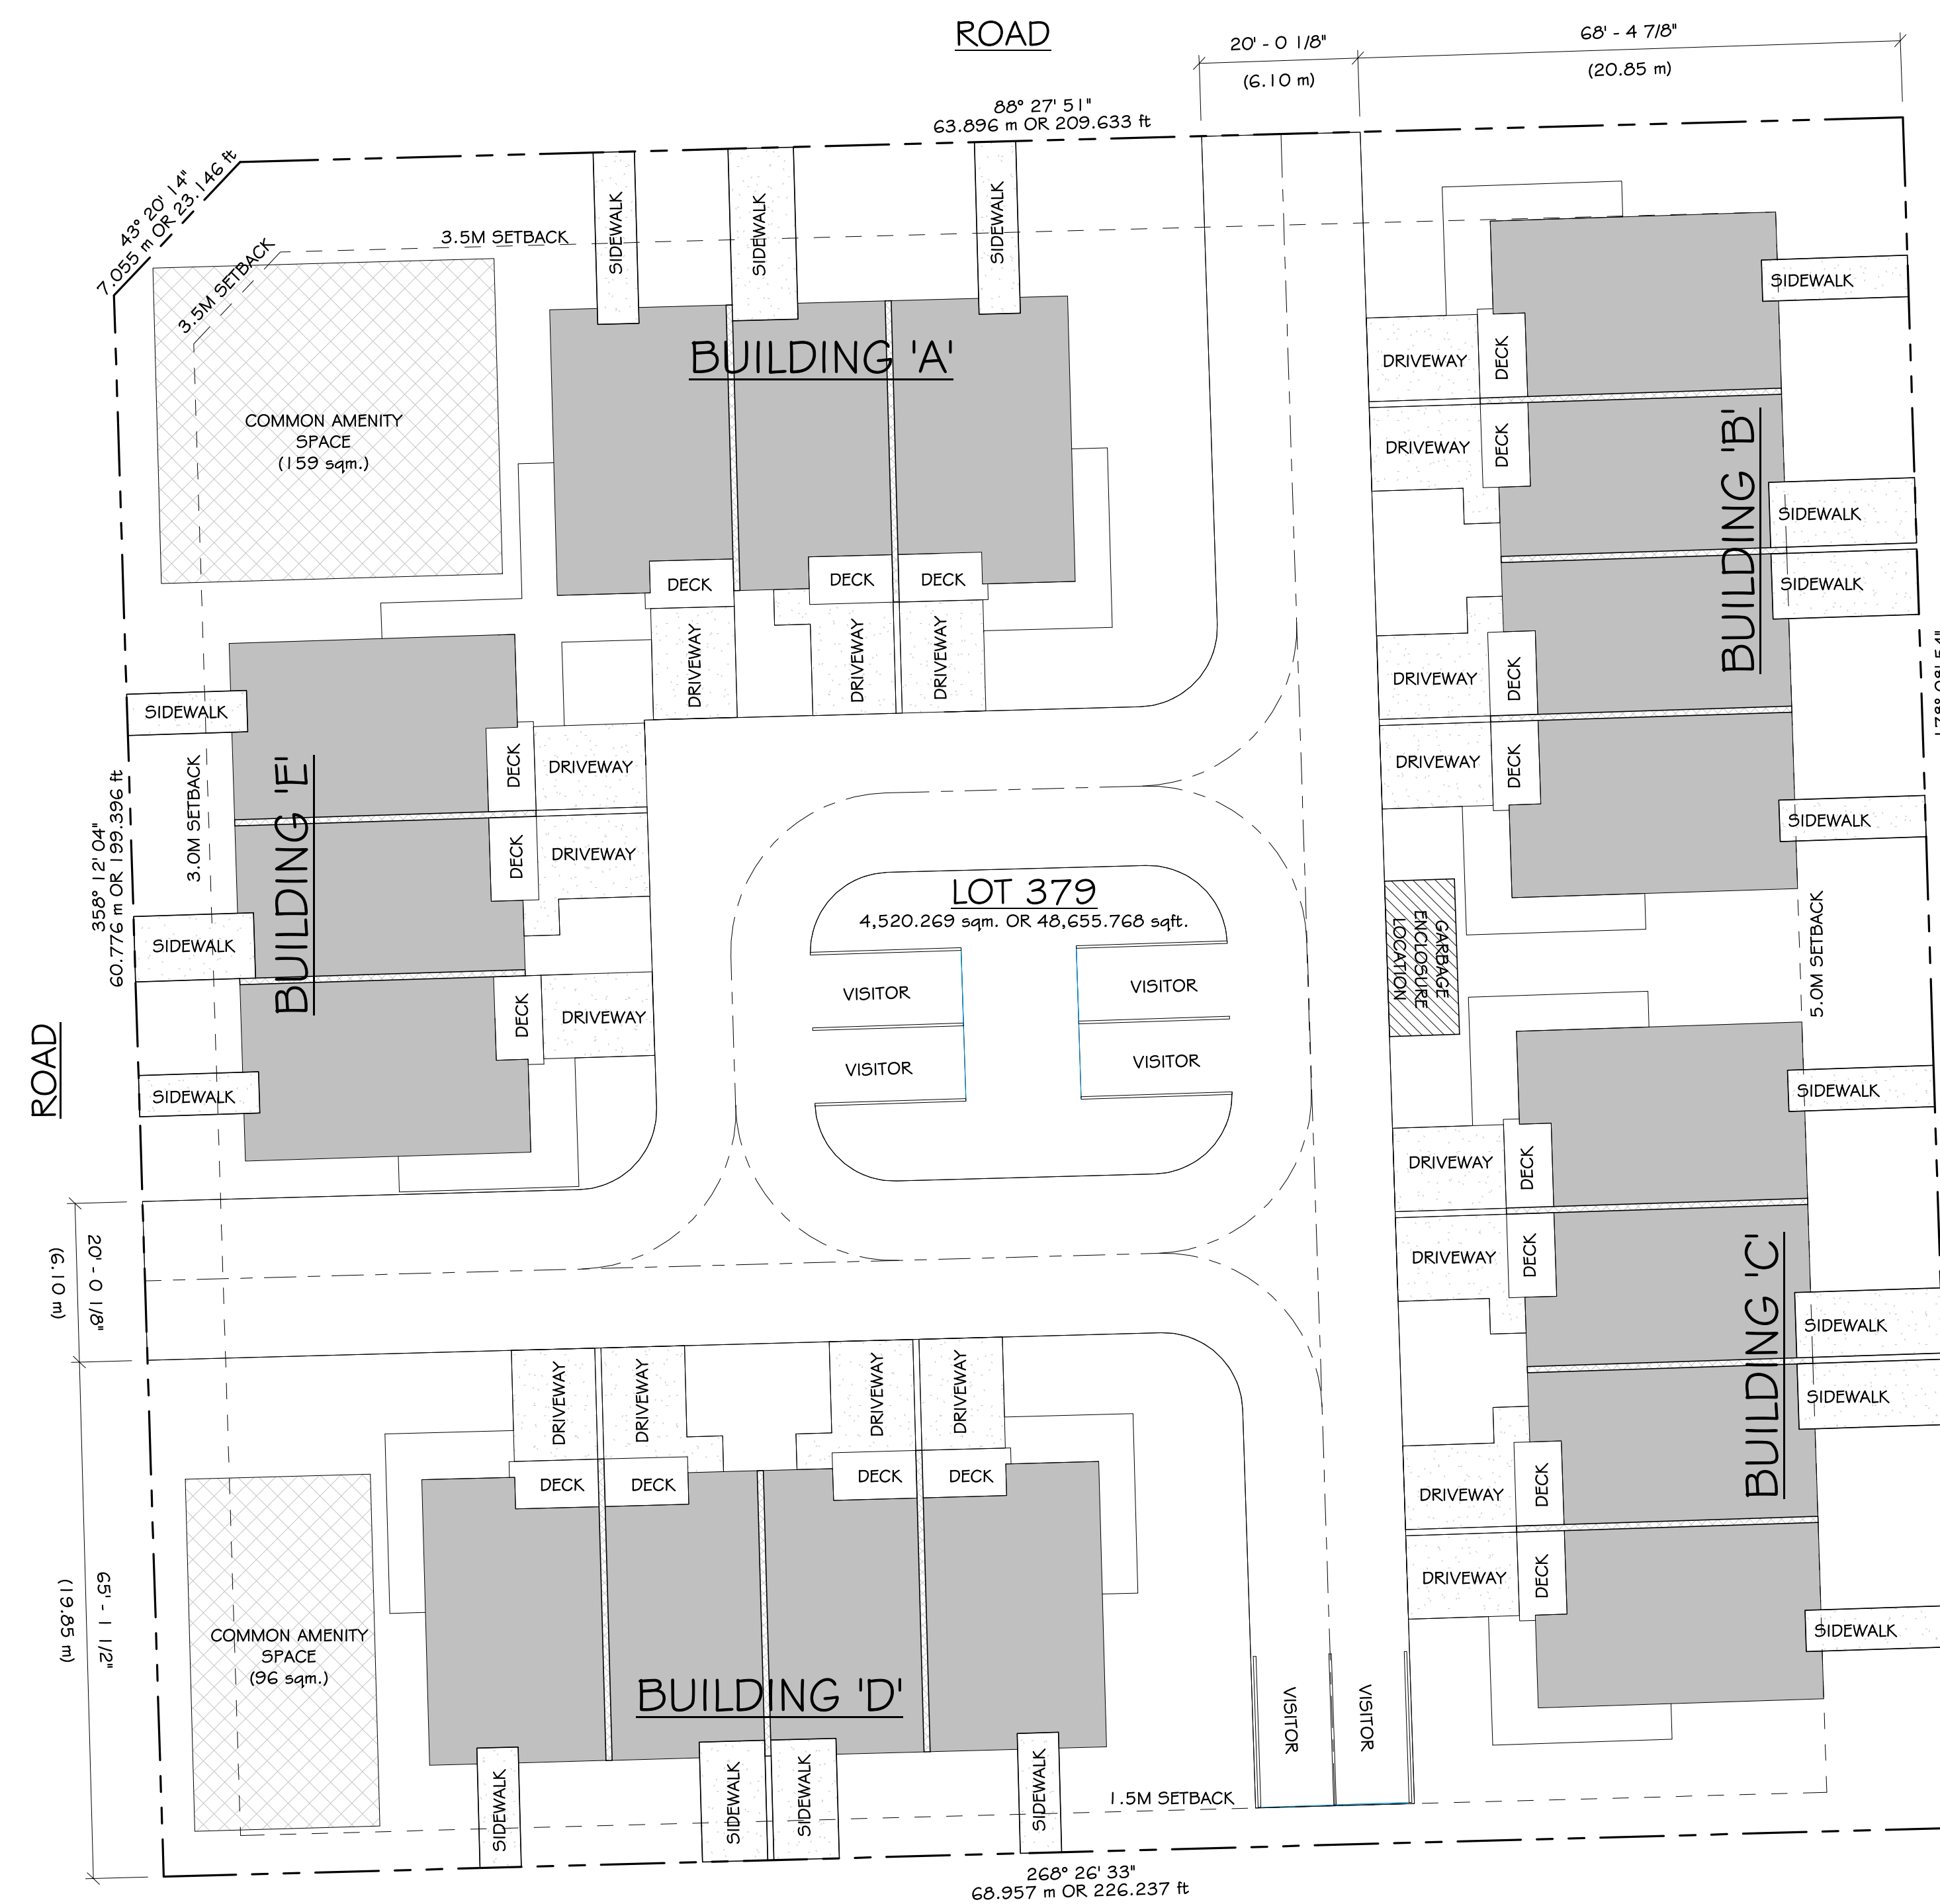 ROAD
20' - 0 1/8"
(6.10 m)
68' - 4 7/8"
(20.85 m)
88° 27' 51"
63.896 m OR 209.633 ft
43° 20' 14"
7.055 m OR 23.146 ft
3.5M SETBACK
3.5M SETBACK
SIDEWALK
SIDEWALK
SIDEWALK
BUILDING 'A'
COMMON AMENITY
SPACE
(159 sqm.)
DECK
DECK
DECK
DRIVEWAY
DRIVEWAY
DRIVEWAY
SIDEWALK
DRIVEWAY
DECK
DRIVEWAY
DECK
BUILDING 'B'
SIDEWALK
SIDEWALK
DRIVEWAY
DECK
DRIVEWAY
DECK
SIDEWALK
SIDEWALK
3.0M SETBACK
BUILDING 'E'
DECK
DRIVEWAY
DECK
DRIVEWAY
358° 12' 04"
60.776 m OR 199.396 ft
SIDEWALK
DECK
DRIVEWAY
SIDEWALK
ROAD
LOT 379
4,520.269 sqm. OR 48,655.768 sqft.
VISITOR
VISITOR
VISITOR
VISITOR
GARBAGE
ENCLOSURE
LOCATION
5.0M SETBACK
SIDEWALK
DRIVEWAY
DECK
DRIVEWAY
DECK
BUILDING 'C'
SIDEWALK
SIDEWALK
DRIVEWAY
DECK
DRIVEWAY
DECK
SIDEWALK
20' - 0 1/8"
(6.10 m)
65' - 1 1/2"
(19.85 m)
DRIVEWAY
DRIVEWAY
DRIVEWAY
DRIVEWAY
DECK
DECK
DECK
DECK
COMMON AMENITY
SPACE
(96 sqm.)
BUILDING 'D'
VISITOR
VISITOR
SIDEWALK
SIDEWALK
SIDEWALK
SIDEWALK
1.5M SETBACK
268° 26' 33"
68.957 m OR 226.237 ft